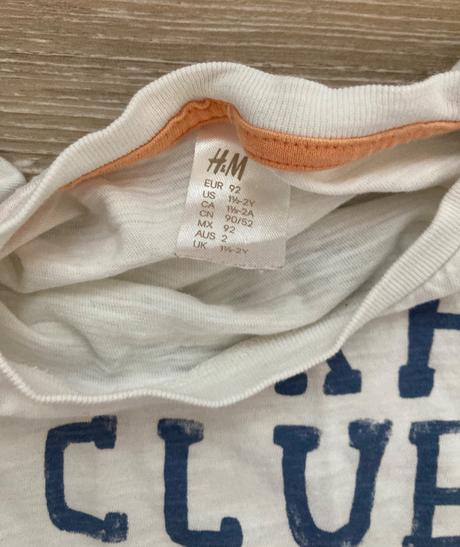 H&M
EUR 92
US 1½-2Y
CA 1½-2A
CN 90/52
MX 92
AUS 2
UK 1½-2Y
CLUB